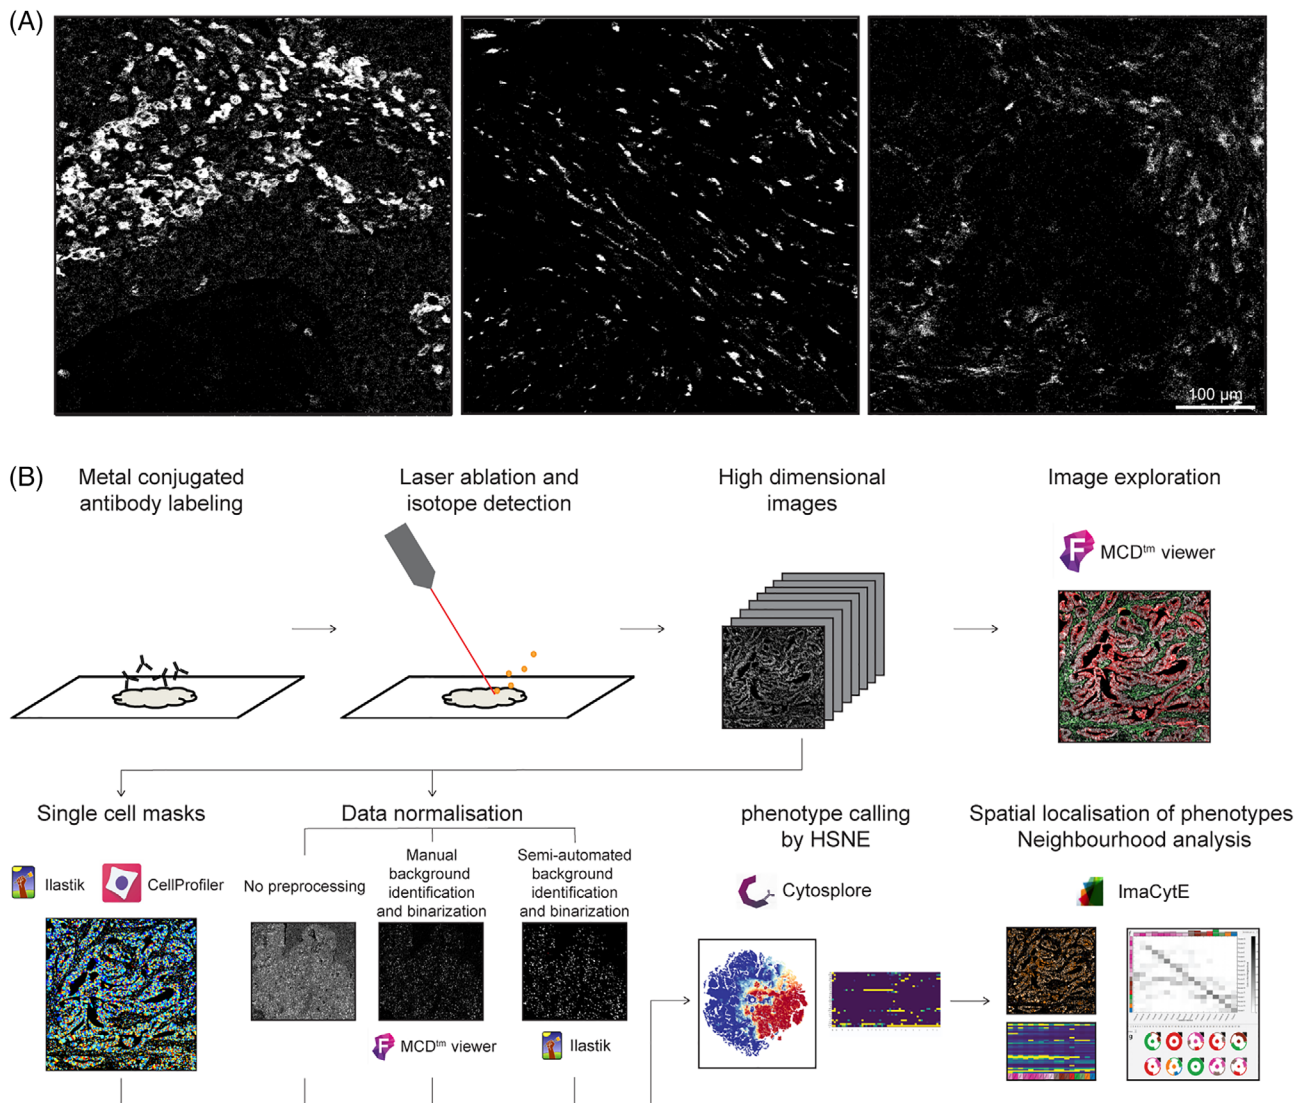 (A)
100 µm
(B)
Metal conjugated
antibody labeling
Laser ablation and
isotope detection
High dimensional
images
Image exploration
F
MCDtm viewer
Single cell masks
Data normalisation
phenotype calling
by HSNE
Spatial localisation of phenotypes
Neighbourhood analysis
Ilastik
CellProfiler
No preprocessing
Manual
background
identification
and binarization
Semi-automated
background
identification
and binarization
Cytosplore
ImaCytE
F
MCDtm viewer
Ilastik